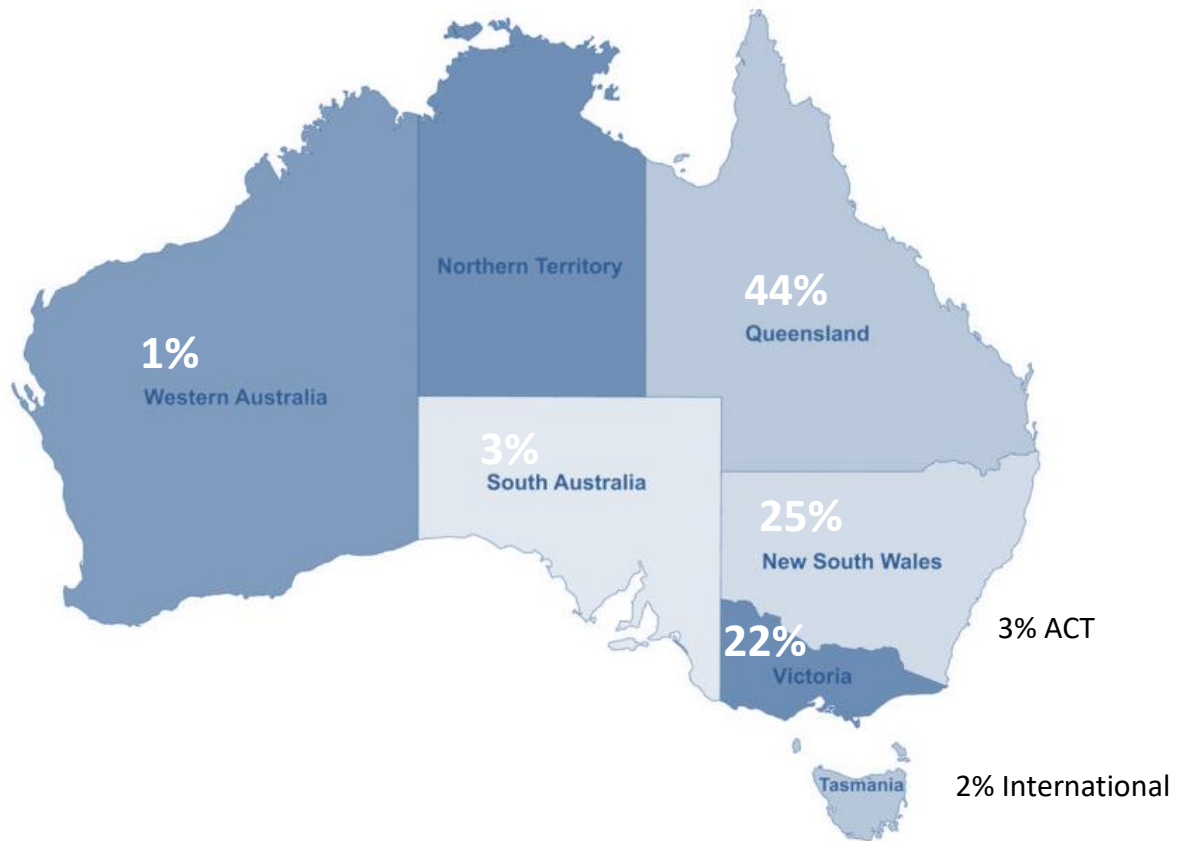 Northern Territory
44%
Queensland
1%
Western Australia
3%
South Australia
25%
New South Wales
3% ACT
22%
Victoria
Tasmania
2% International